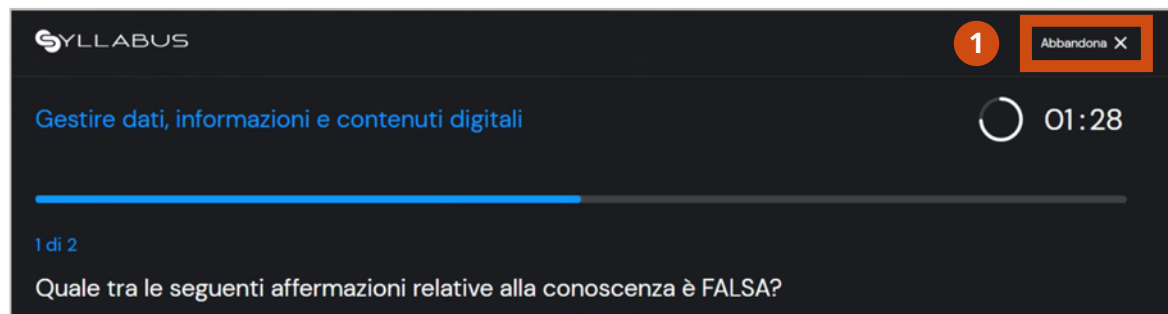 SYLLABUS
1
Abbandona X
Gestire dati, informazioni e contenuti digitali
01:28
1 di 2
Quale tra le seguenti affermazioni relative alla conoscenza è FALSA?